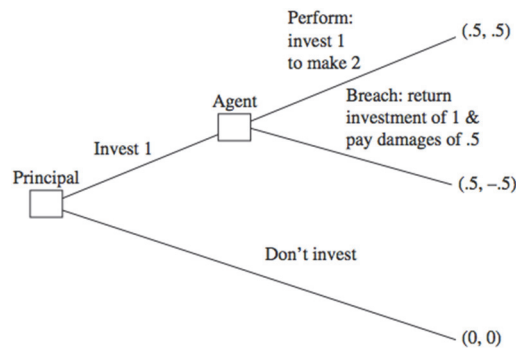 Perform:
invest 1
to make 2
(.5, .5)
Agent
Breach: return
investment of 1 &
pay damages of .5
Invest 1
Principal
(.5, –.5)
Don’t invest
(0, 0)